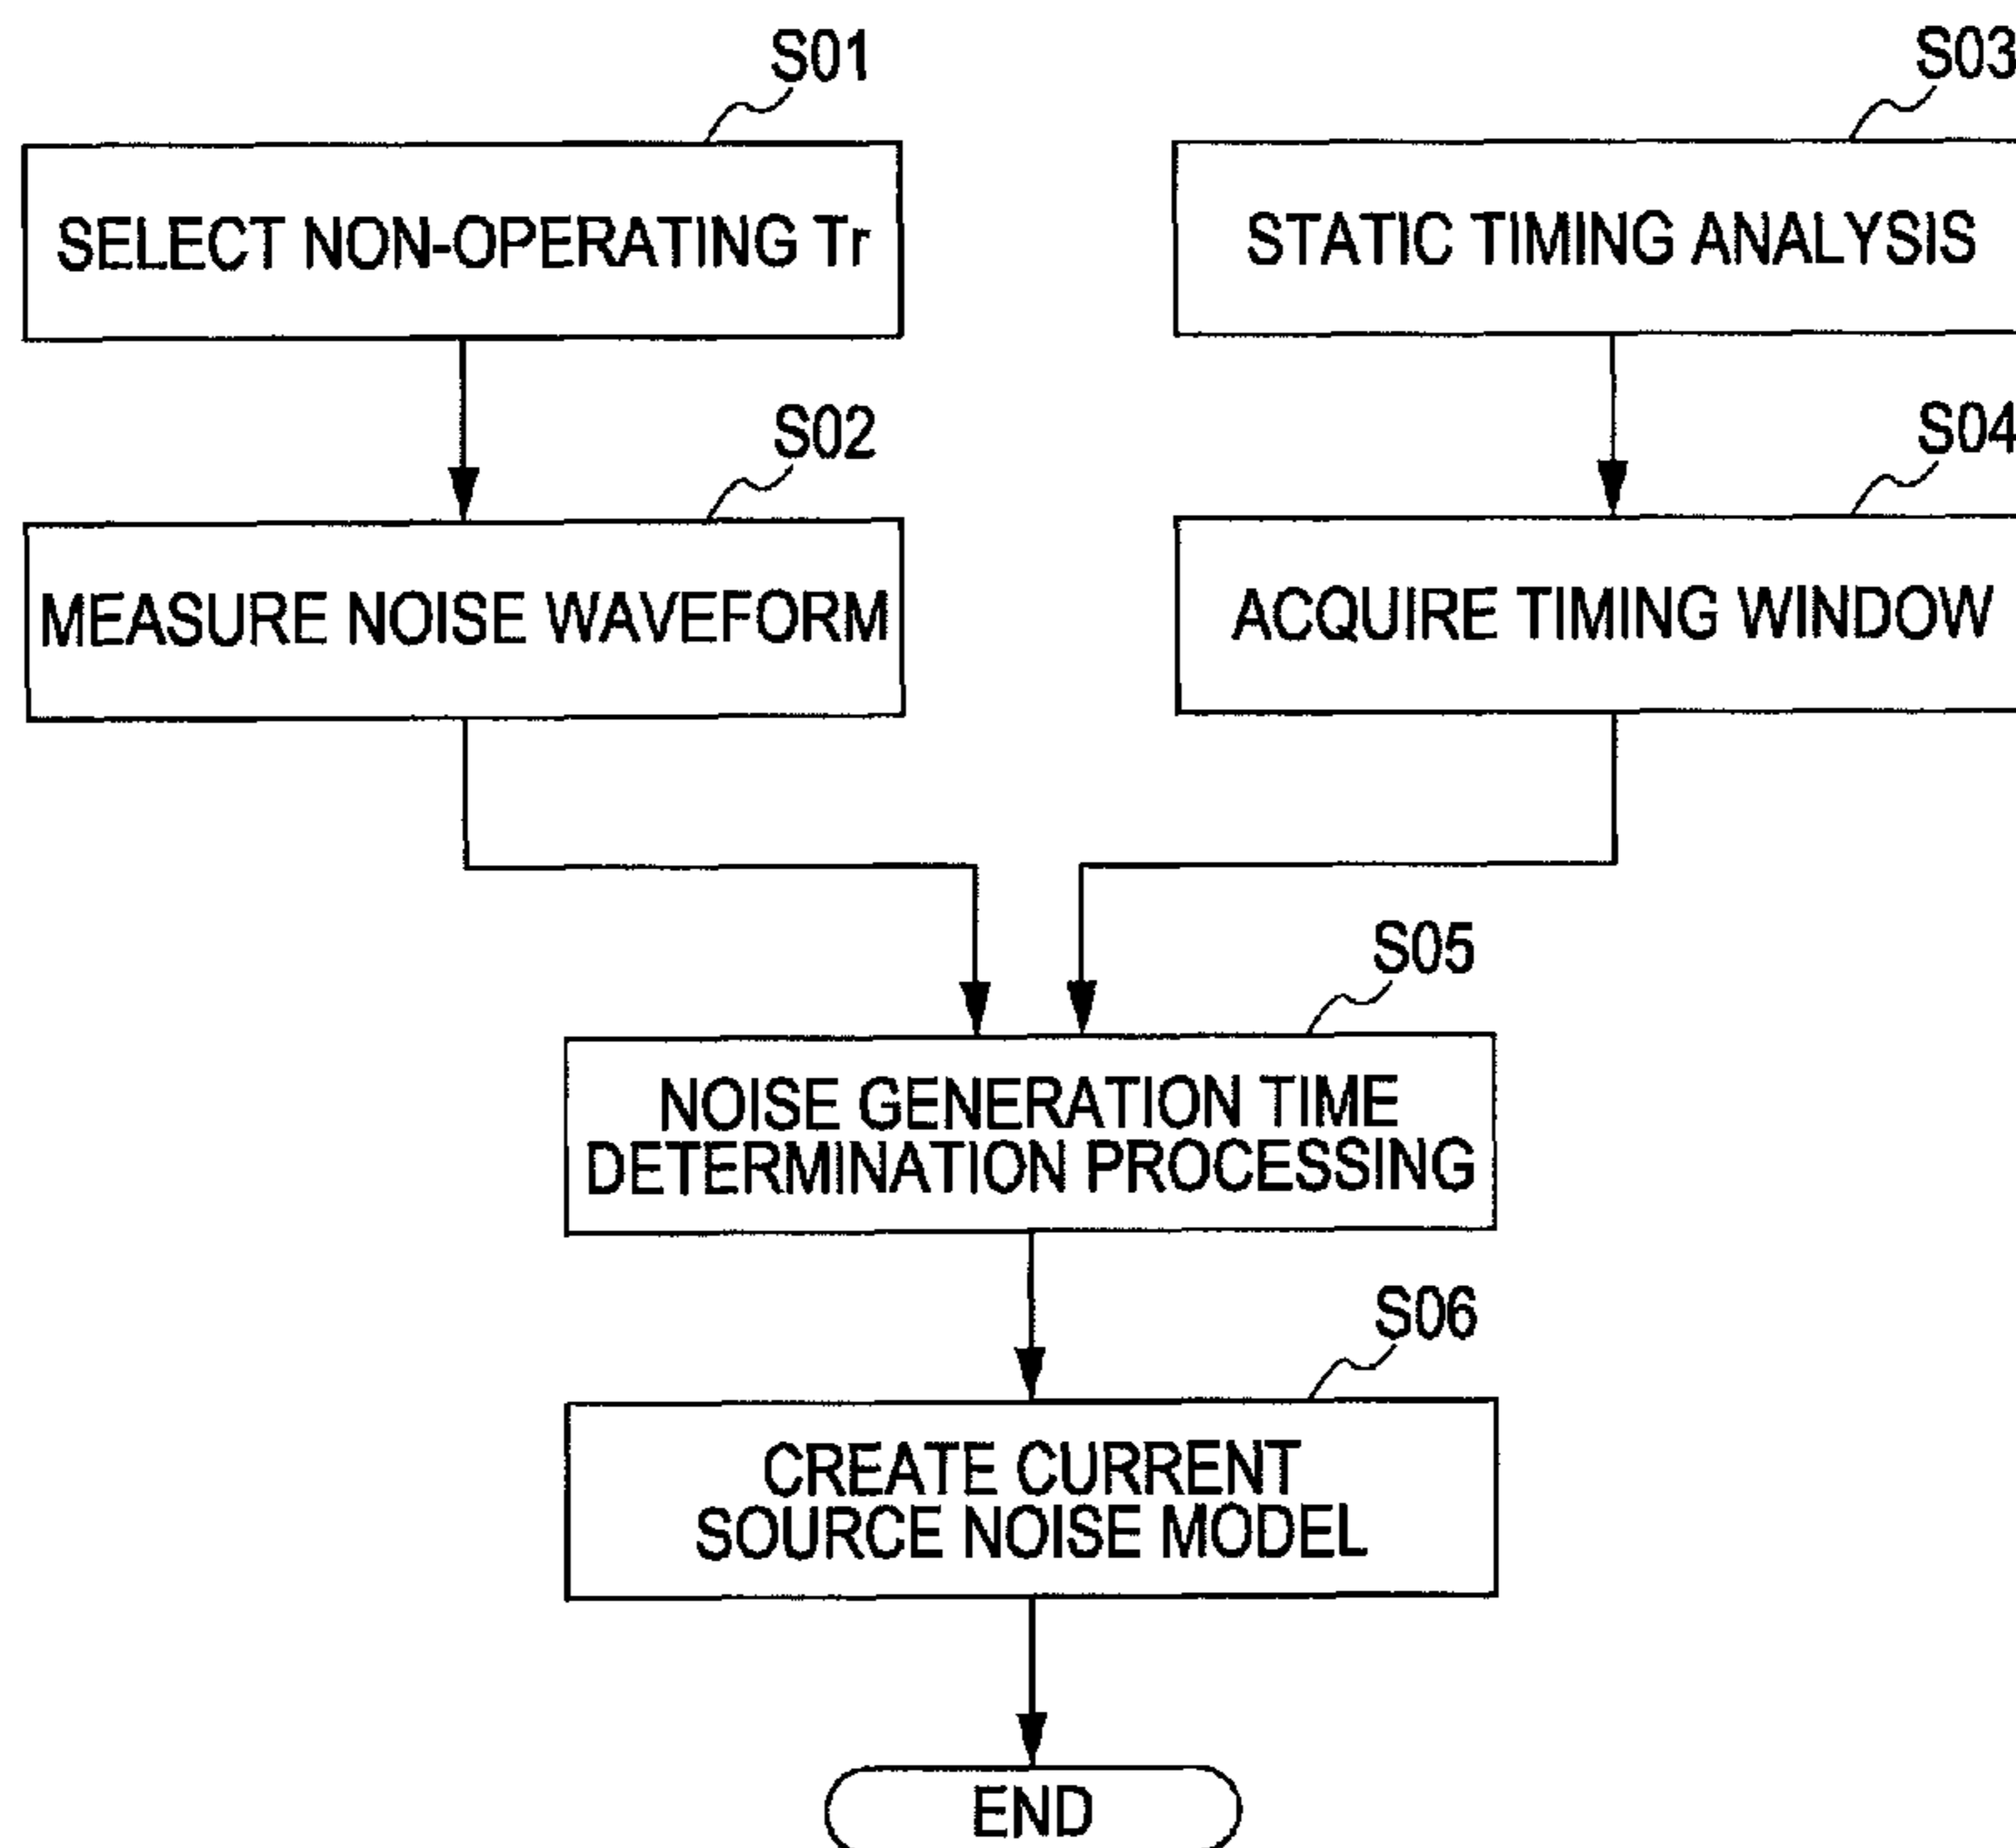 S01
SELECT NON-OPERATING Tr
S02
MEASURE NOISE WAVEFORM
S03
STATIC TIMING ANALYSIS
S04
ACQUIRE TIMING WINDOW
S05
NOISE GENERATION TIME
DETERMINATION PROCESSING
S06
CREATE CURRENT
SOURCE NOISE MODEL
END